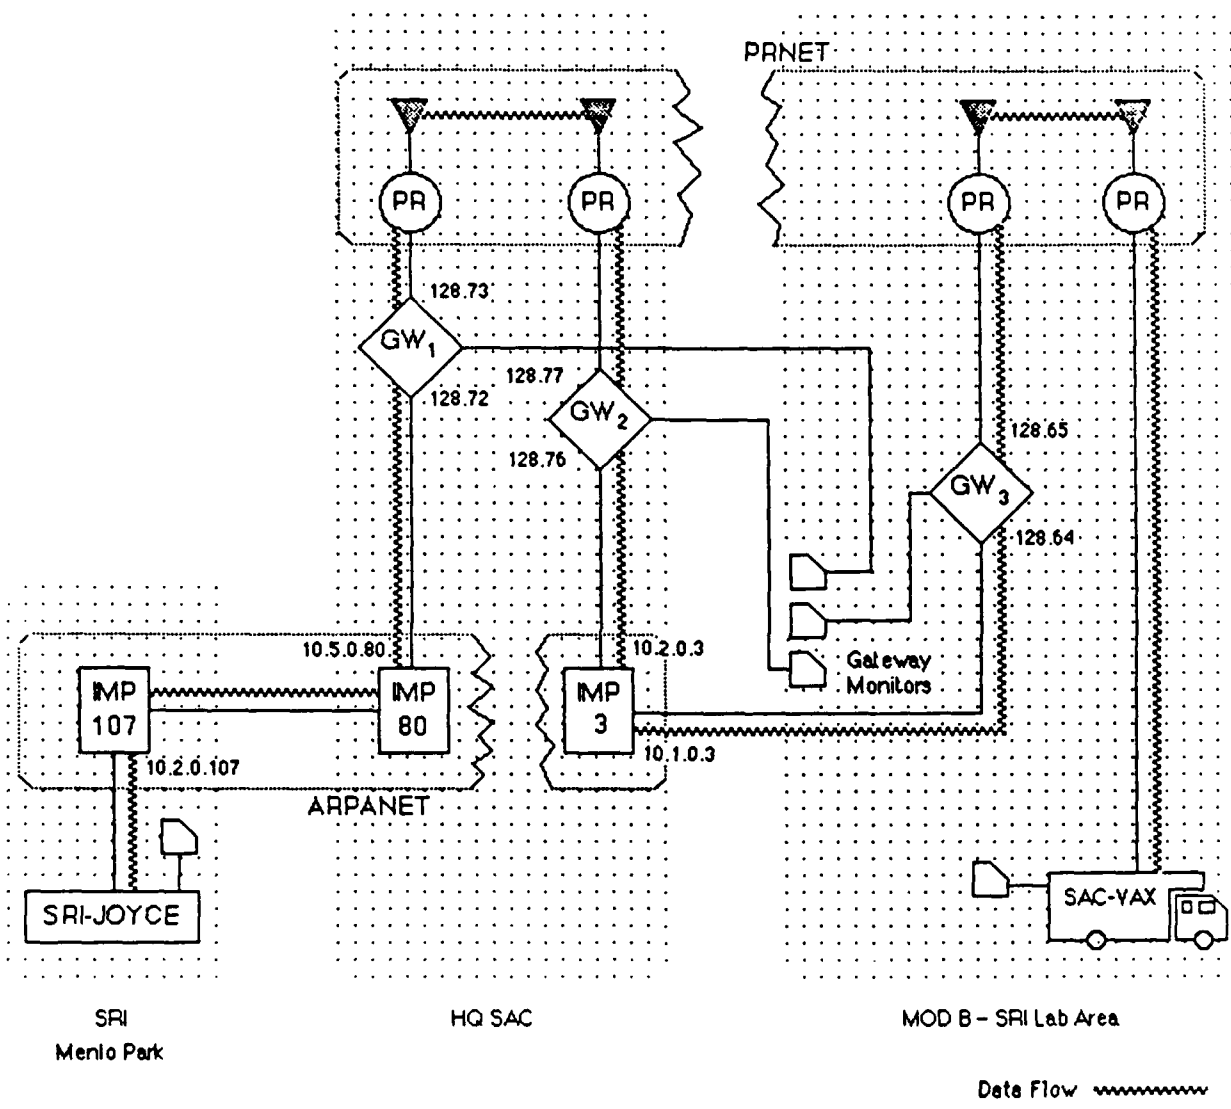 PRNET
PR
PR
PR
PR
128.73
GW1
128.72
128.77
GW2
128.76
128.65
GW3
128.64
10.5.0.80
10.2.0.3
IMP
107
IMP
80
IMP
3
Gateway
Monitors
10.2.0.107
10.1.0.3
ARPANET
SRI-JOYCE
SAC-VAX
SRI
Menlo Park
HQ SAC
MOD B - SRI Lab Area
Data Flow